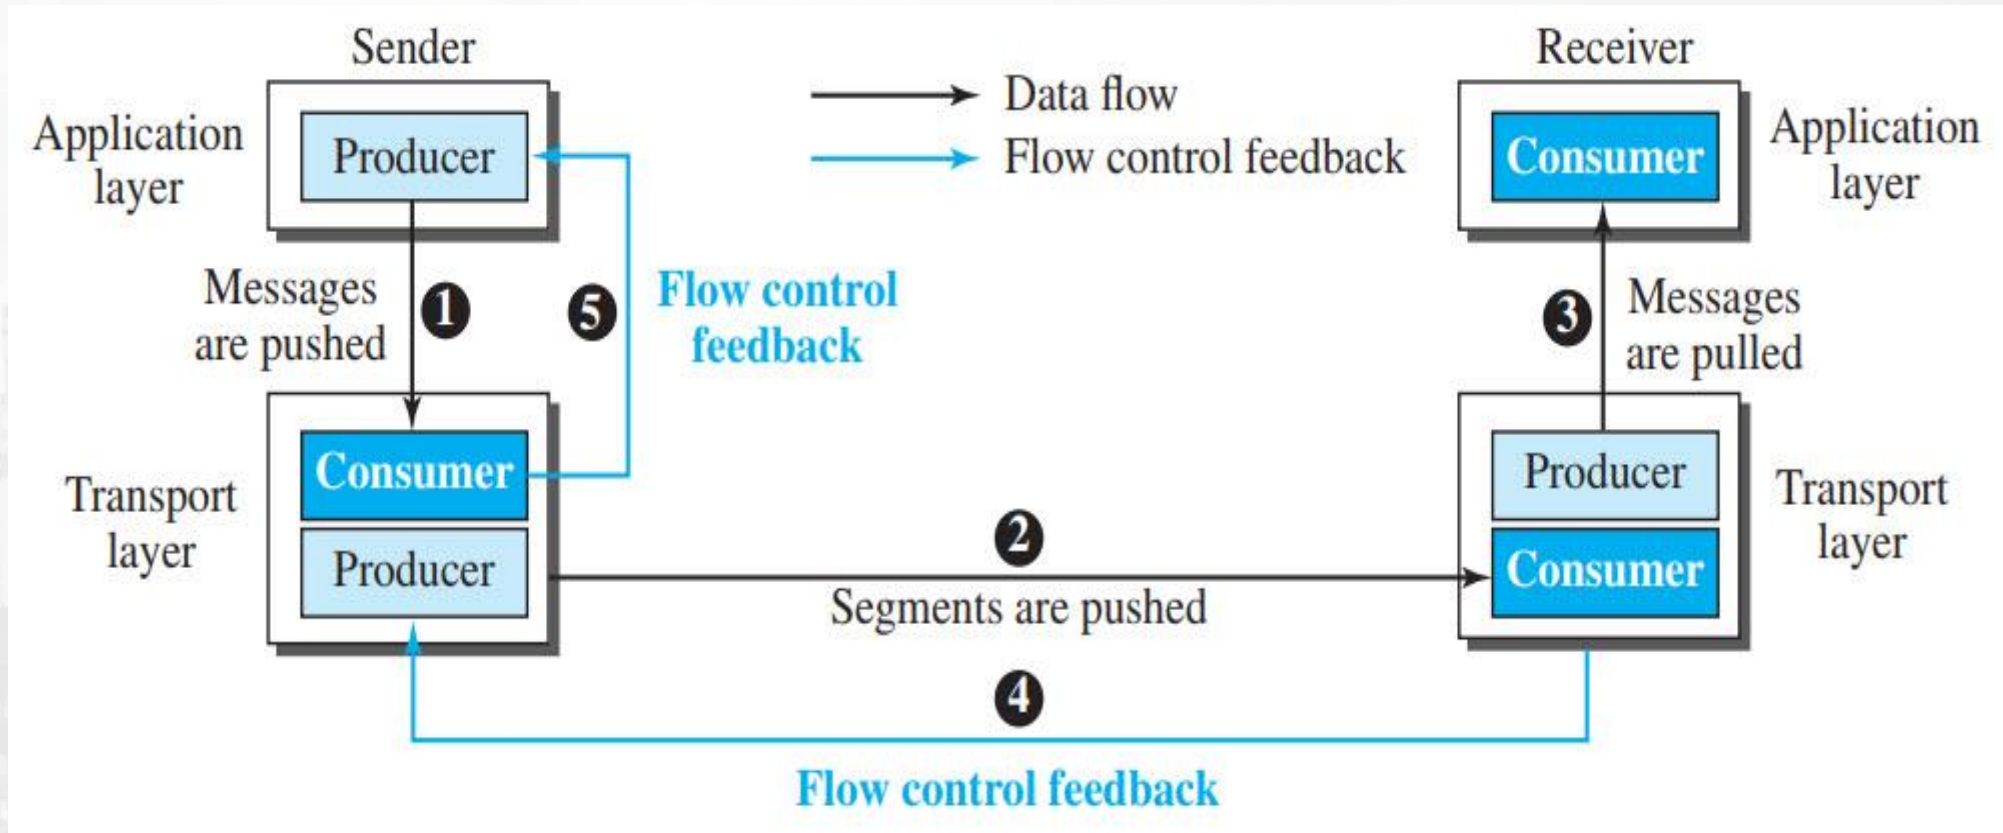 Sender
Receiver
Data flow
Flow control feedback
Application
layer
Producer
Consumer
Application
layer
Messages
are pushed
1
5
Flow control
feedback
3
Messages
are pulled
Transport
layer
Consumer
Producer
2
Segments are pushed
Producer
Consumer
Transport
layer
4
Flow control feedback